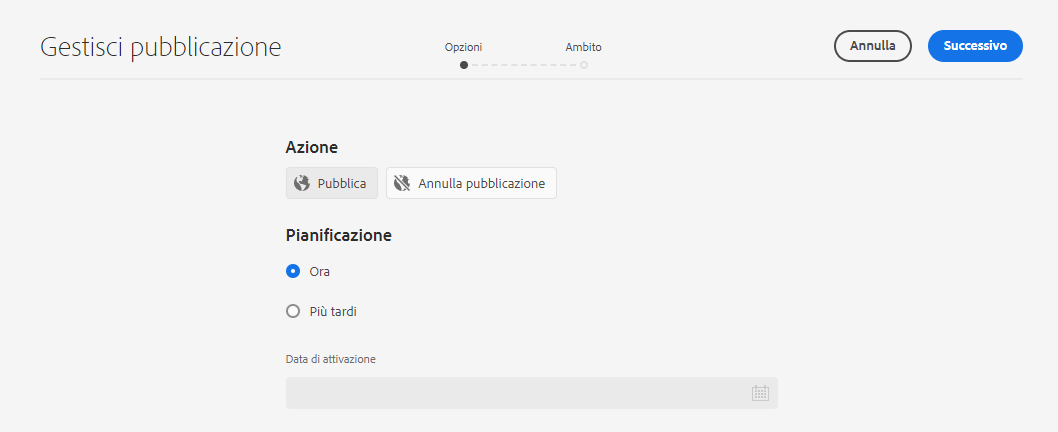 Gestisci pubblicazione
Opzioni
Ambito
Annulla
Successivo
Azione
Pubblica
Annulla pubblicazione
Pianificazione
Ora
Più tardi
Data di attivazione